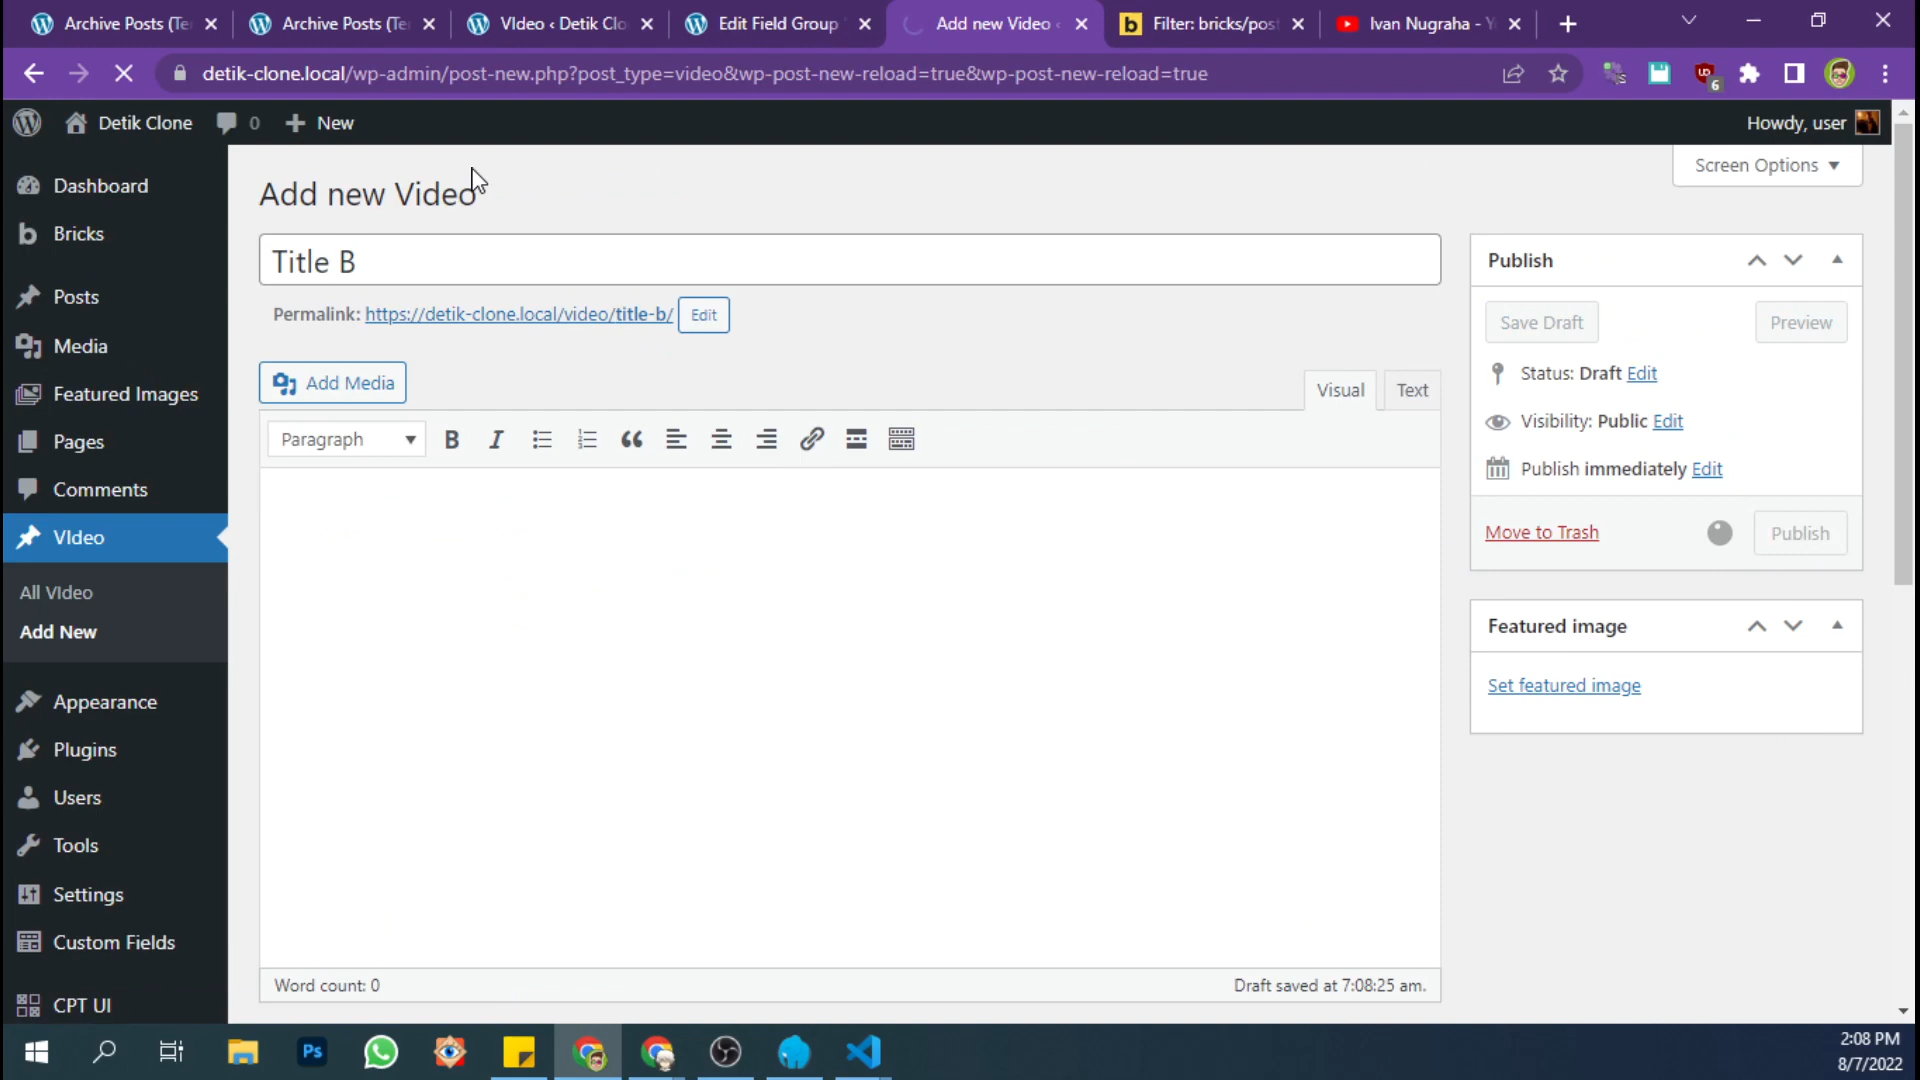 Archive Posts (Te
Archive Posts (Te
VIdeo ‹ Detik Clo
Edit Field Group
Add new Video ‹
Filter: bricks/post
Ivan Nugraha - Y
detik-clone.local/wp-admin/post-new.php?post_type=video&wp-post-new-reload=true&wp-post-new-reload=true
6
Detik Clone
0
New
Howdy, user
Screen Options
Dashboard
Bricks
Posts
Media
Featured Images
Pages
Comments
VIdeo
All VIdeo
Add New
Appearance
Plugins
Users
Tools
Settings
Custom Fields
CPT UI
Add new Video
Title B
Permalink: https://detik-clone.local/video/title-b/ Edit
Add Media
Visual Text
Paragraph
B I
Word count: 0
Draft saved at 7:08:25 am.
Publish
Save Draft
Preview
Status: Draft Edit
Visibility: Public Edit
Publish immediately Edit
Move to Trash
Publish
Featured image
Set featured image
Ps
2:08 PM
8/7/2022